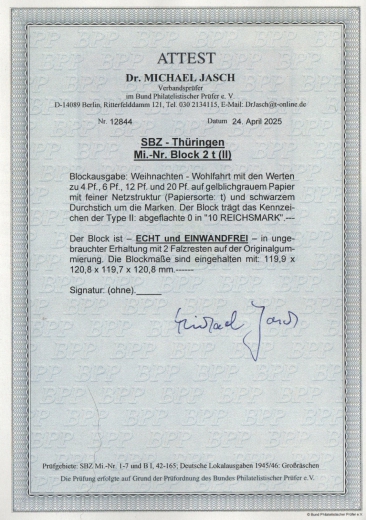 ATTEST
Dr. MICHAEL JASCH
Verbandsprüfer
im Bund Philatelistischer Prüfer e. V.
D-14089 Berlin, Ritterfelddamm 121, Tel. 030 2134115, E-Mail: DrJasch@t-online.de
Nr. 12844 Datum 24. April 2025
SBZ - Thüringen
Mi.-Nr. Block 2 t (II)
Blockausgabe: Weihnachten - Wohlfahrt mit den Werten
zu 4 Pf., 6 Pf., 12 Pf. und 20 Pf. auf gelblichgrauem Papier
mit feiner Netzstruktur (Papiersorte: t) und schwarzem
Durchstich um die Marken. Der Block trägt das Kennzei-
chen der Type II: abgeflachte 0 in "10 REICHSMARK".---
Der Block ist – ECHT und EINWANDFREI – in unge-
brauchter Erhaltung mit 2 Falzresten auf der Originalgum-
mierung. Die Blockmaße sind eingehalten mit: 119,9 x
120,8 x 119,7 x 120,8 mm.------
Signatur: (ohne)._____
Michael Jasch
Prüfgebiete: SBZ Mi.-Nr. 1-7 und B I, 42-165; Deutsche Lokalausgaben 1945/46: Großräschen
Die Prüfung erfolgte auf Grund der Prüfordnung des Bundes Philatelistischer Prüfer e.V.
© Bund Philatelistischer Prüfer e.V.